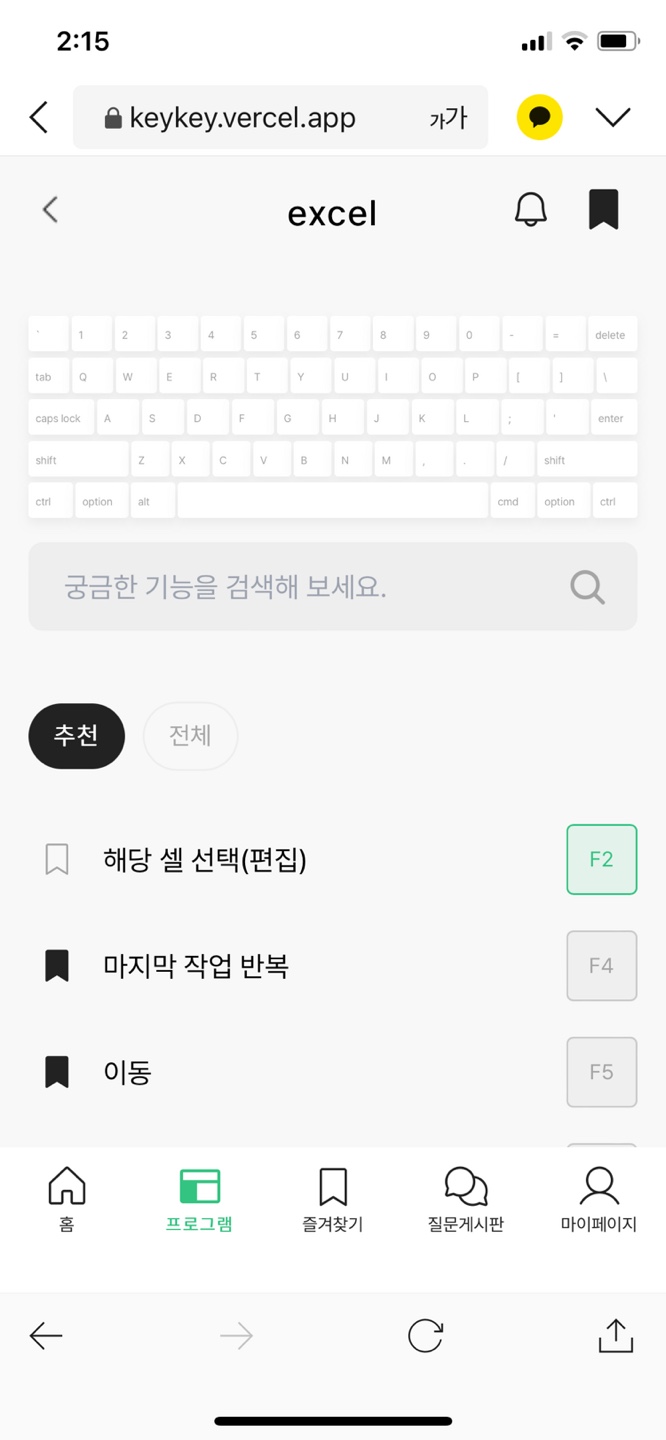 2:15
keykey.vercel.app 가가
excel
` 1 2 3 4 5 6 7 8 9 0 - = delete
tab Q W E R T Y U I O P [ ] \
caps lock A S D F G H J K L ; ' enter
shift Z X C V B N M , . / shift
ctrl option alt cmd option ctrl
궁금한 기능을 검색해 보세요.
추천 전체
해당 셀 선택(편집) F2
마지막 작업 반복 F4
이동 F5
홈 프로그램 즐겨찾기 질문게시판 마이페이지